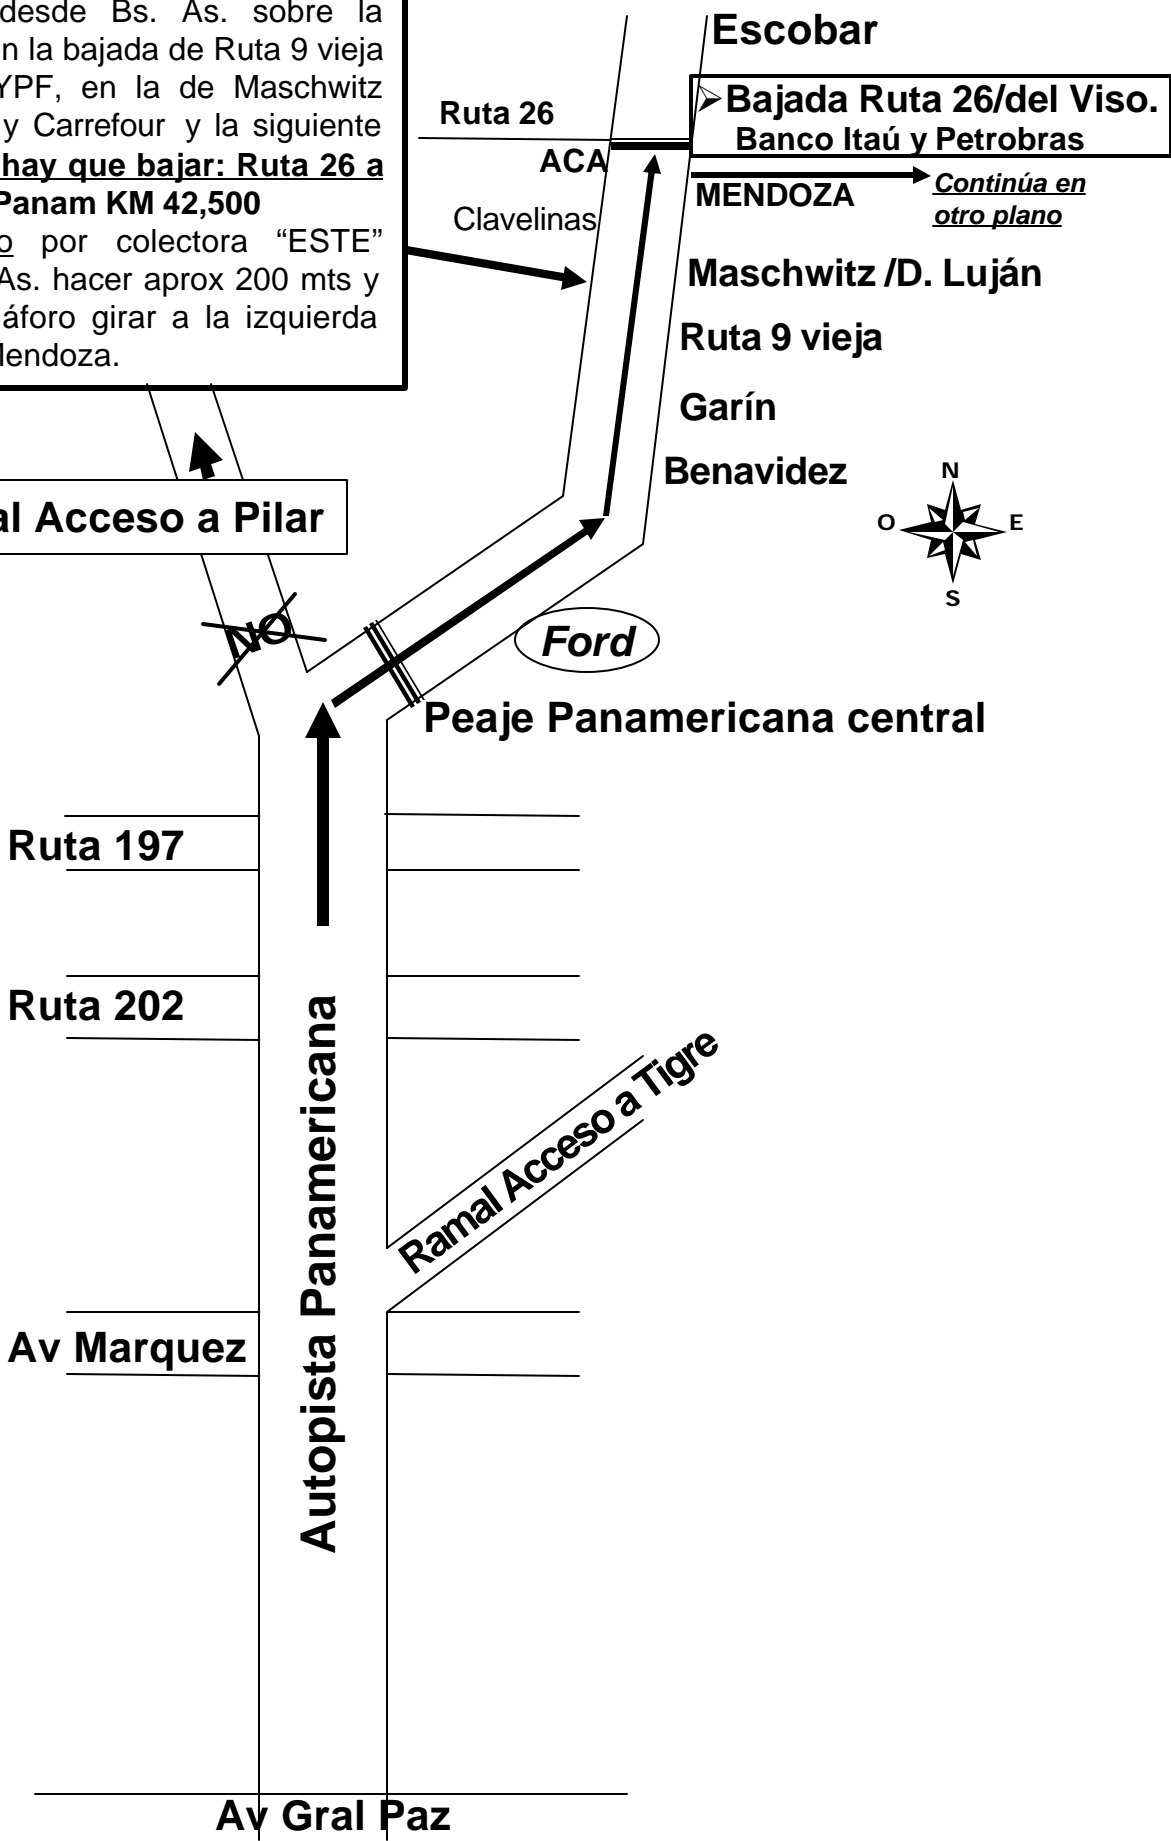 desde Bs. As. sobre la
la bajada de Ruta 9 vieja
YPF, en la de Maschwitz
y Carrefour y la siguiente
hay que bajar: Ruta 26 a
Panam KM 42,500
por colectora “ESTE”
As. hacer aprox 200 mts y
girar a la izquierda
Mendoza.
Escobar
Ruta 26
➢Bajada Ruta 26/del Viso.
Banco Itaú y Petrobras
ACA
MENDOZA
Continúa en
otro plano
Clavelinas
Maschwitz /D. Luján
Ruta 9 vieja
Garín
Benavidez
N
O
E
S
Acceso a Pilar
NO
Ford
Peaje Panamericana central
Ruta 197
Ruta 202
Autopista Panamericana
Ramal Acceso a Tigre
Av Marquez
Av Gral Paz